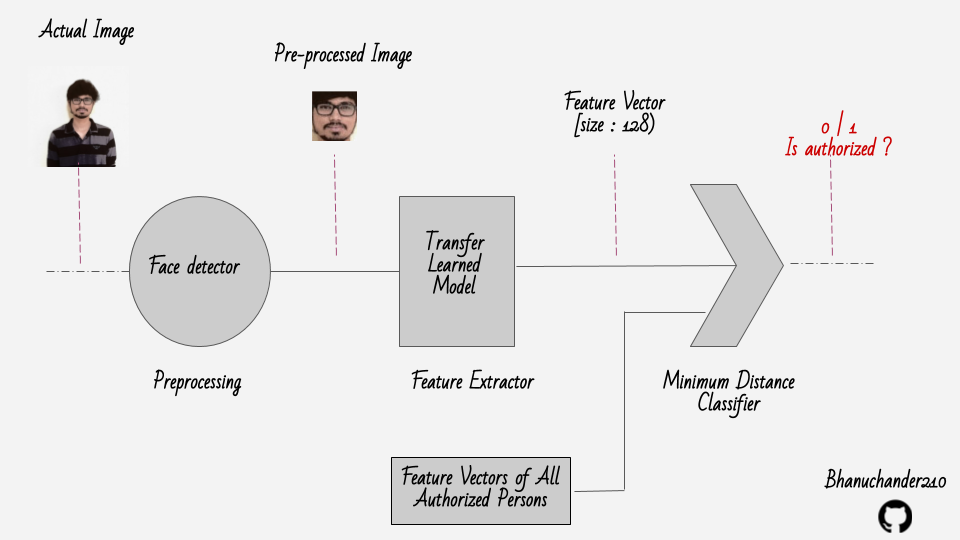 Actual Image
Pre-processed Image
Feature Vector
[size : 128)
0 / 1
Is authorized ?
Face detector
Transfer
Learned
Model
Preprocessing
Feature Extractor
Minimum Distance
Classifier
Feature Vectors of All
Authorized Persons
Bhanuchander210